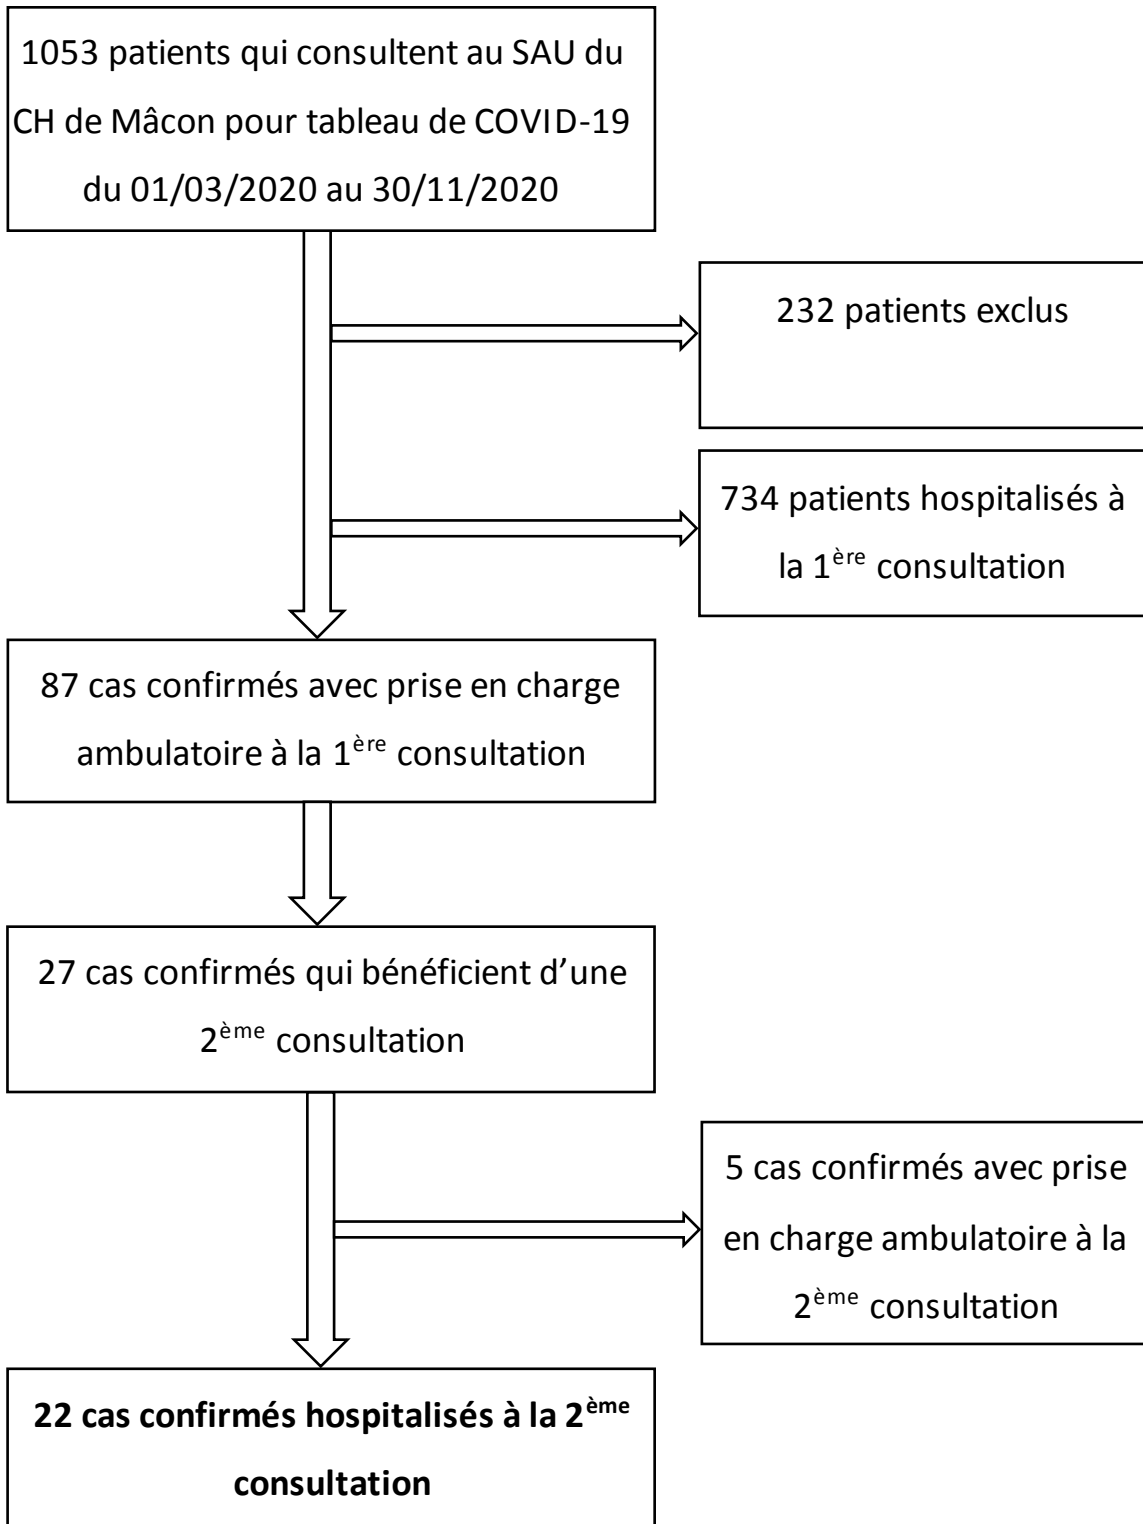 1053 patients qui consultent au SAU du
CH de Mâcon pour tableau de COVID-19
du 01/03/2020 au 30/11/2020
232 patients exclus
734 patients hospitalisés à
la 1ère consultation
87 cas confirmés avec prise en charge
ambulatoire à la 1ère consultation
27 cas confirmés qui bénéficient d’une
2ème consultation
5 cas confirmés avec prise
en charge ambulatoire à la
2ème consultation
22 cas confirmés hospitalisés à la 2ème
consultation